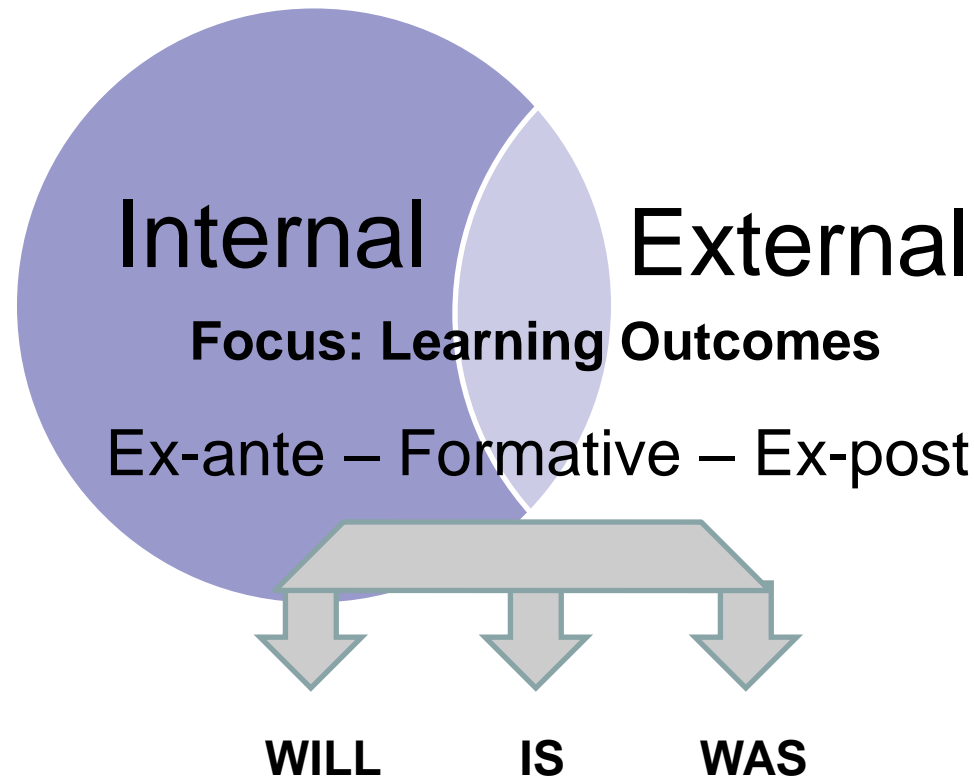 Internal External
Focus: Learning Outcomes
Ex-ante – Formative – Ex-post
WILL IS WAS